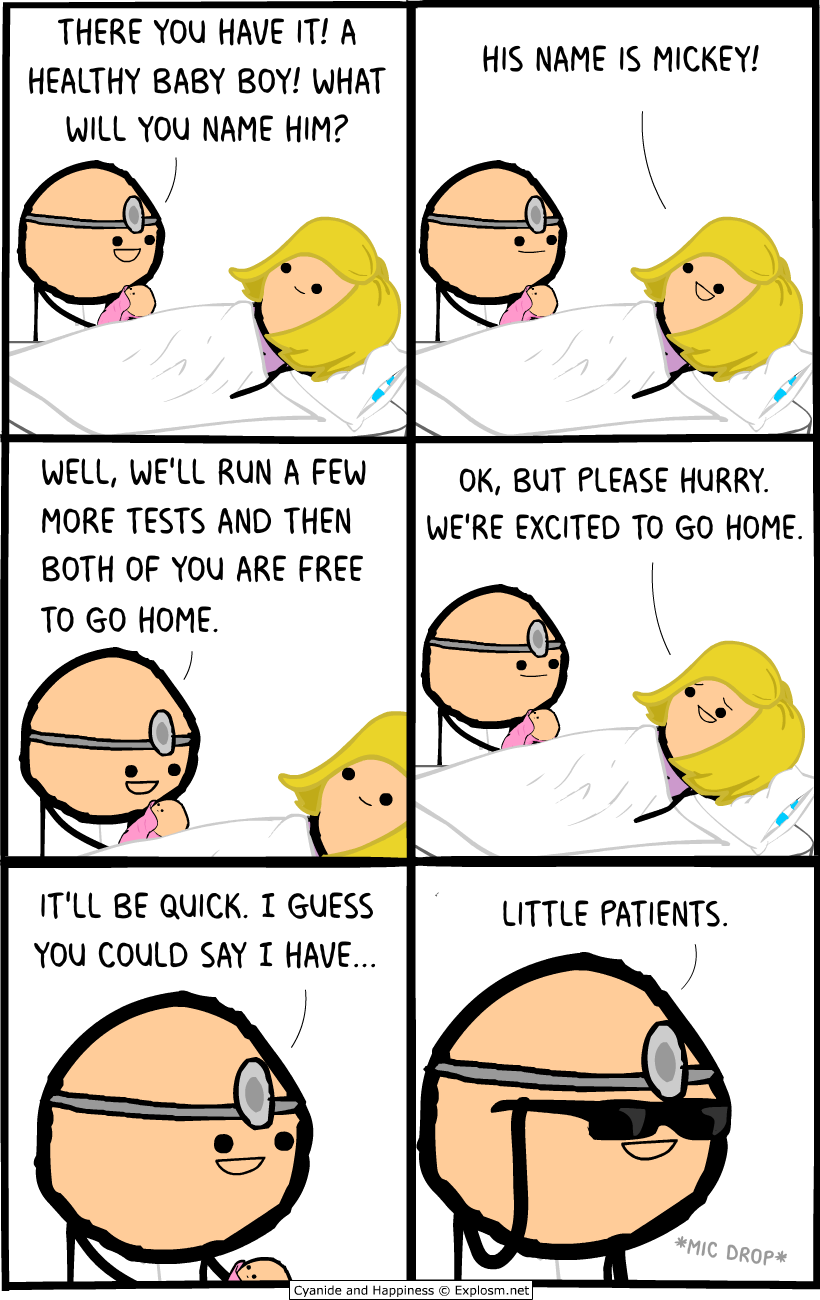 THERE YOU HAVE IT! A
HEALTHY BABY BOY! WHAT
WILL YOU NAME HIM?
HIS NAME IS MICKEY!
WELL, WE'LL RUN A FEW
MORE TESTS AND THEN
BOTH OF YOU ARE FREE
TO GO HOME.
OK, BUT PLEASE HURRY.
WE'RE EXCITED TO GO HOME.
IT'LL BE QUICK. I GUESS
YOU COULD SAY I HAVE...
LITTLE PATIENTS.
*MIC DROP*
Cyanide and Happiness © Explosm.net